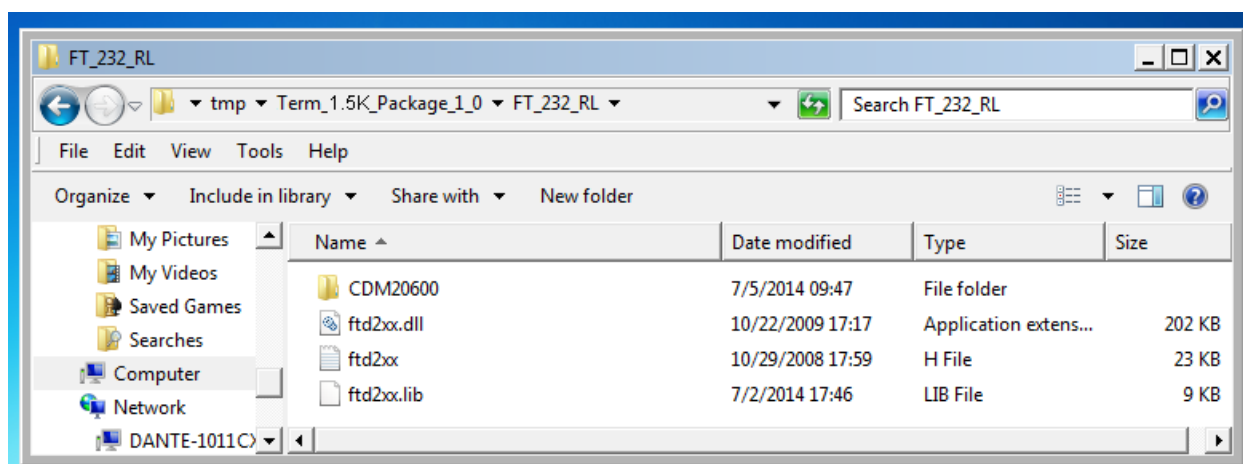 FT_232_RL
tmp Term_1.5K_Package_1_0 FT_232_RL Search FT_232_RL
File Edit View Tools Help
Organize Include in library Share with New folder
My Pictures Name Date modified Type Size
My Videos CDM20600 7/5/2014 09:47 File folder
Saved Games ftd2xx.dll 10/22/2009 17:17 Application extens... 202 KB
Searches ftd2xx 10/29/2008 17:59 H File 23 KB
Computer ftd2xx.lib 7/2/2014 17:46 LIB File 9 KB
Network
DANTE-1011C